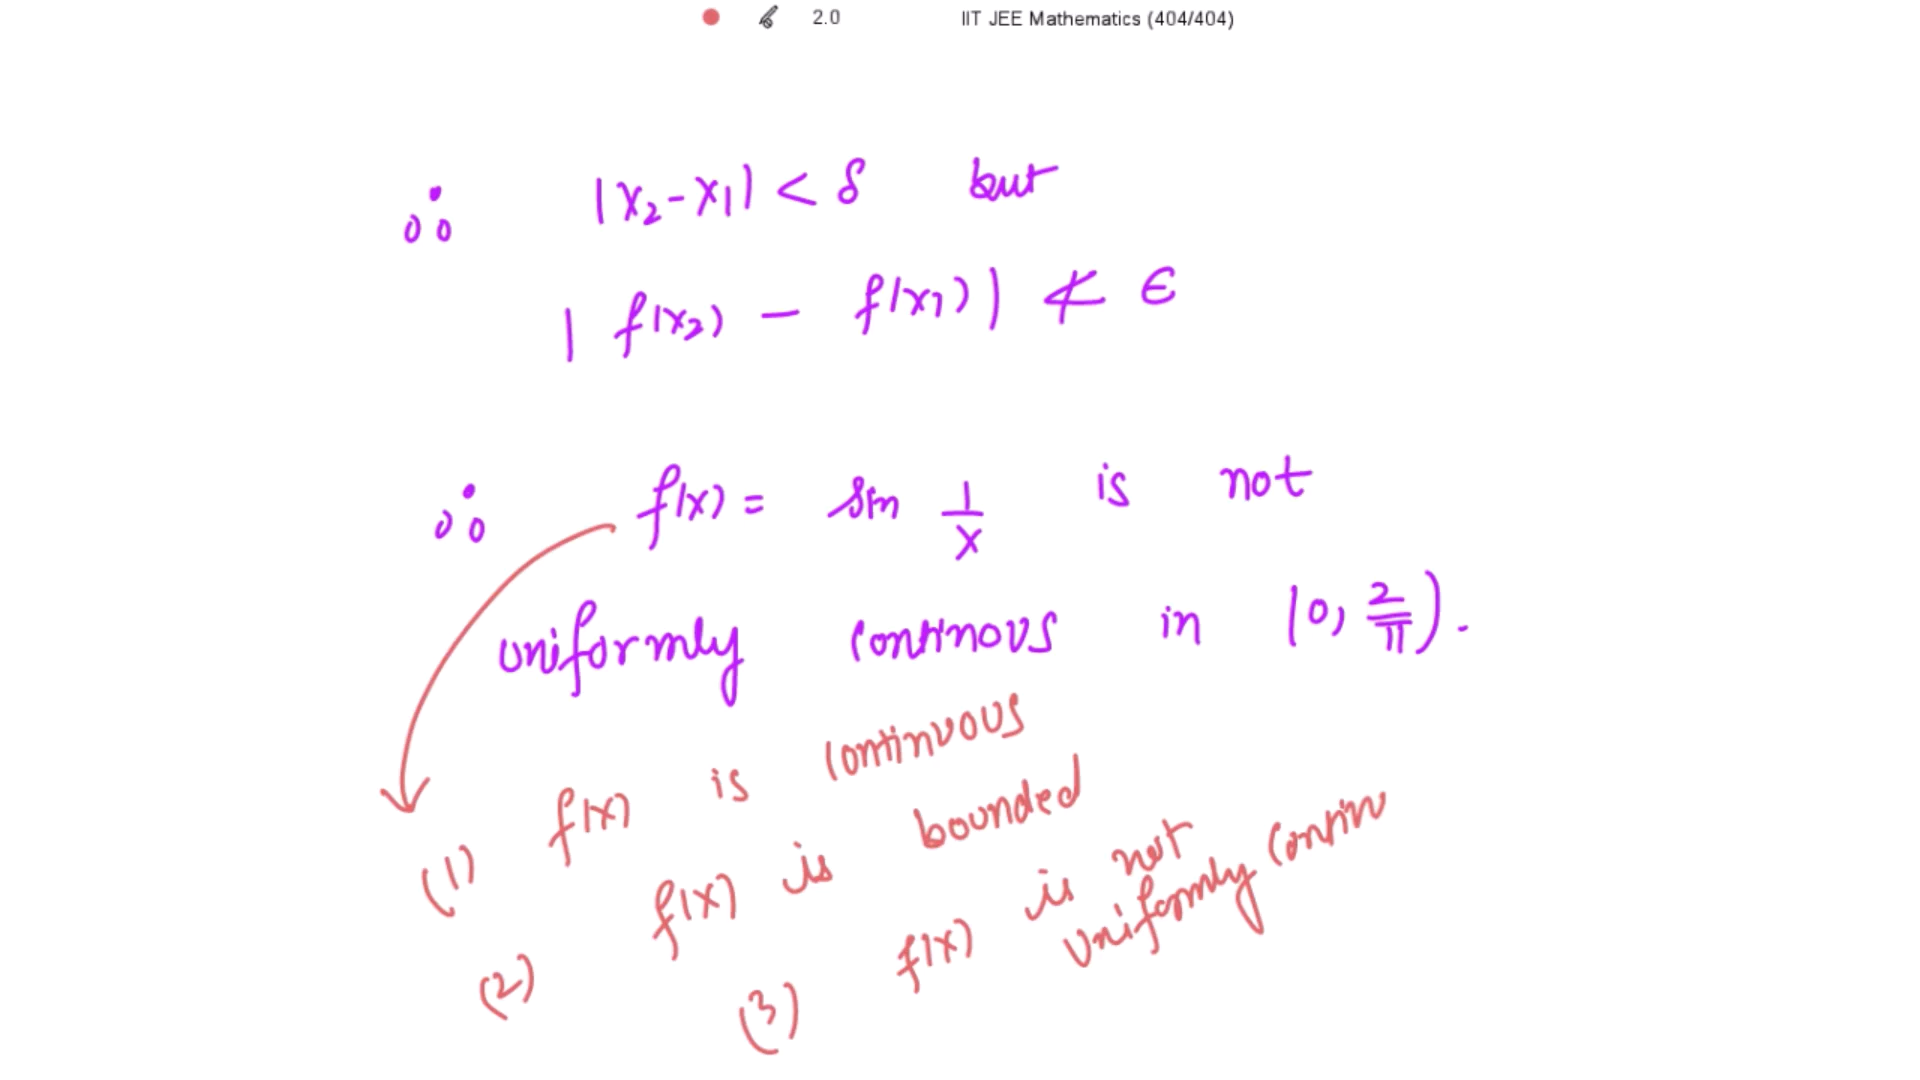 2.0 IIT JEE Mathematics (404/404)
∴ |x₂-x₁| < δ but
| f(x₂) - f(x₁)| ≮ ϵ
∴ f(x) = sin 1/x is not
uniformly continous in (0, 2/π).
(1) f(x) is continuous
(2) f(x) is bounded
(3) f(x) is not
uniformly continu